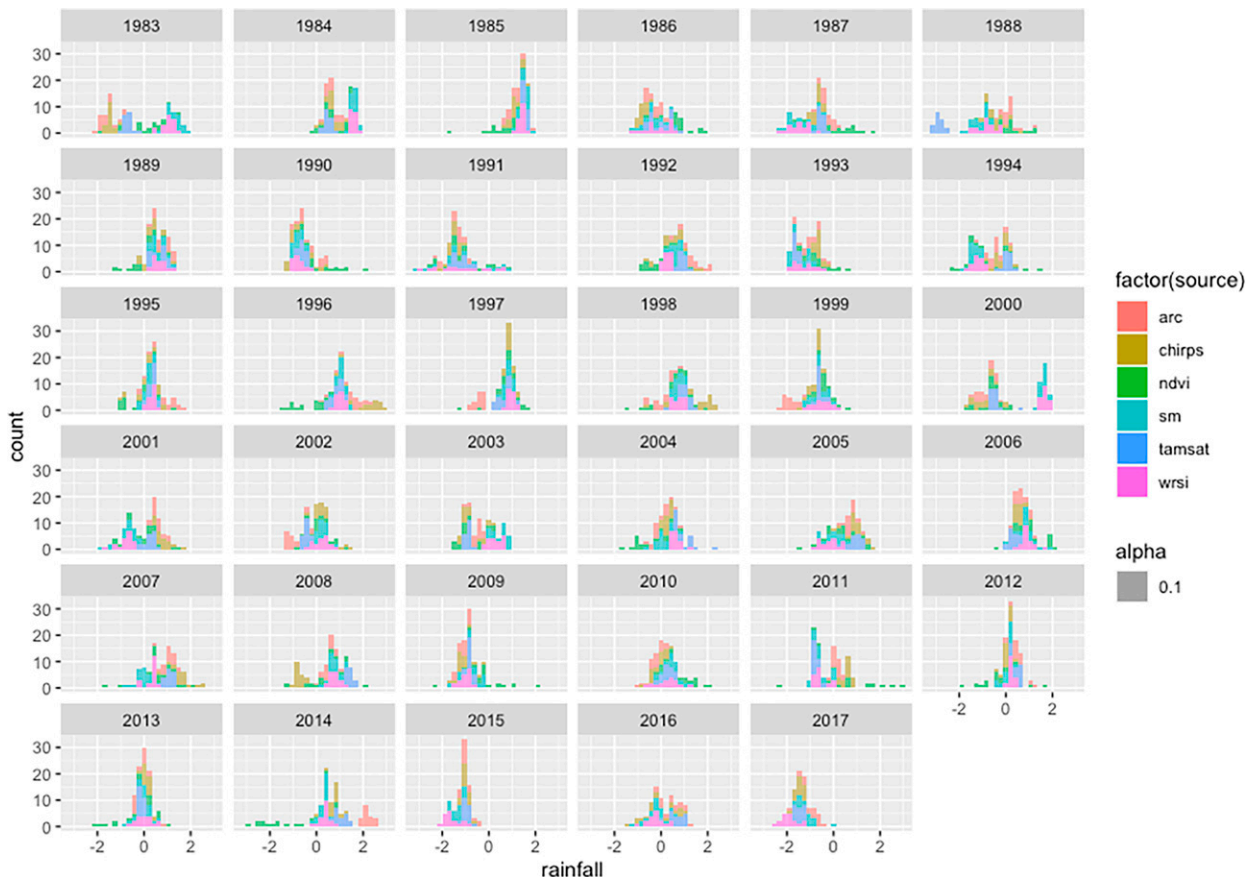 1983 1984 1985 1986 1987 1988
30
20
10
0
1989 1990 1991 1992 1993 1994
30
20
10
0
1995 1996 1997 1998 1999 2000
30
20
10
0
2001 2002 2003 2004 2005 2006
30
20
10
0
2007 2008 2009 2010 2011 2012
30
20
10
0
-2 0 2
2013 2014 2015 2016 2017
30
20
10
0
-2 0 2 -2 0 2 -2 0 2 -2 0 2 -2 0 2
count
rainfall
factor(source)
arc
chirps
ndvi
sm
tamsat
wrsi
alpha
0.1